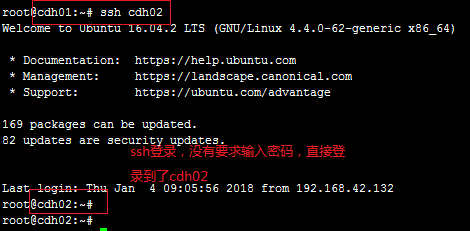 root@cdh01:~# ssh cdh02
Welcome to Ubuntu 16.04.2 LTS (GNU/Linux 4.4.0-62-generic x86_64)
* Documentation:  https://help.ubuntu.com
* Management:     https://landscape.canonical.com
* Support:        https://ubuntu.com/advantage
169 packages can be updated.
82 updates are security updates.
ssh登录，没有要求输入密码，直接登
录到了cdh02
Last login: Thu Jan  4 09:05:56 2018 from 192.168.42.132
root@cdh02:~#
root@cdh02:~#